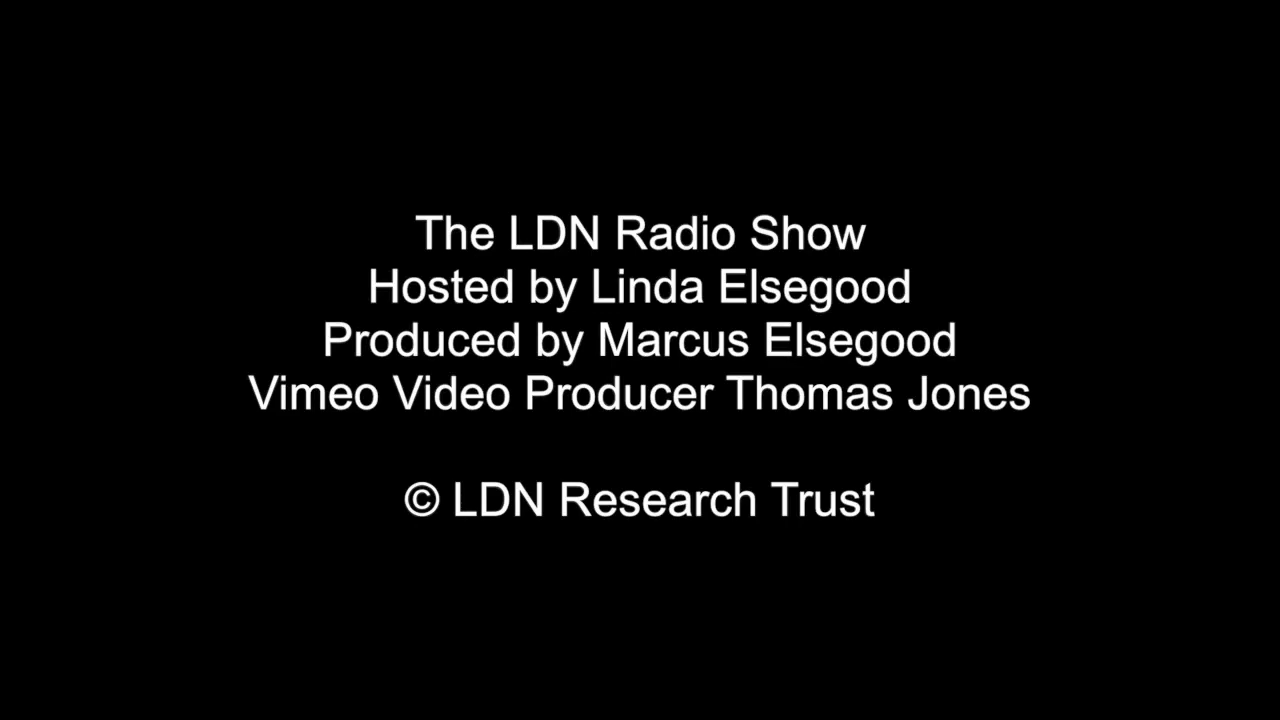 The LDN Radio Show
Hosted by Linda Elsegood
Produced by Marcus Elsegood
Vimeo Video Producer Thomas Jones
© LDN Research Trust